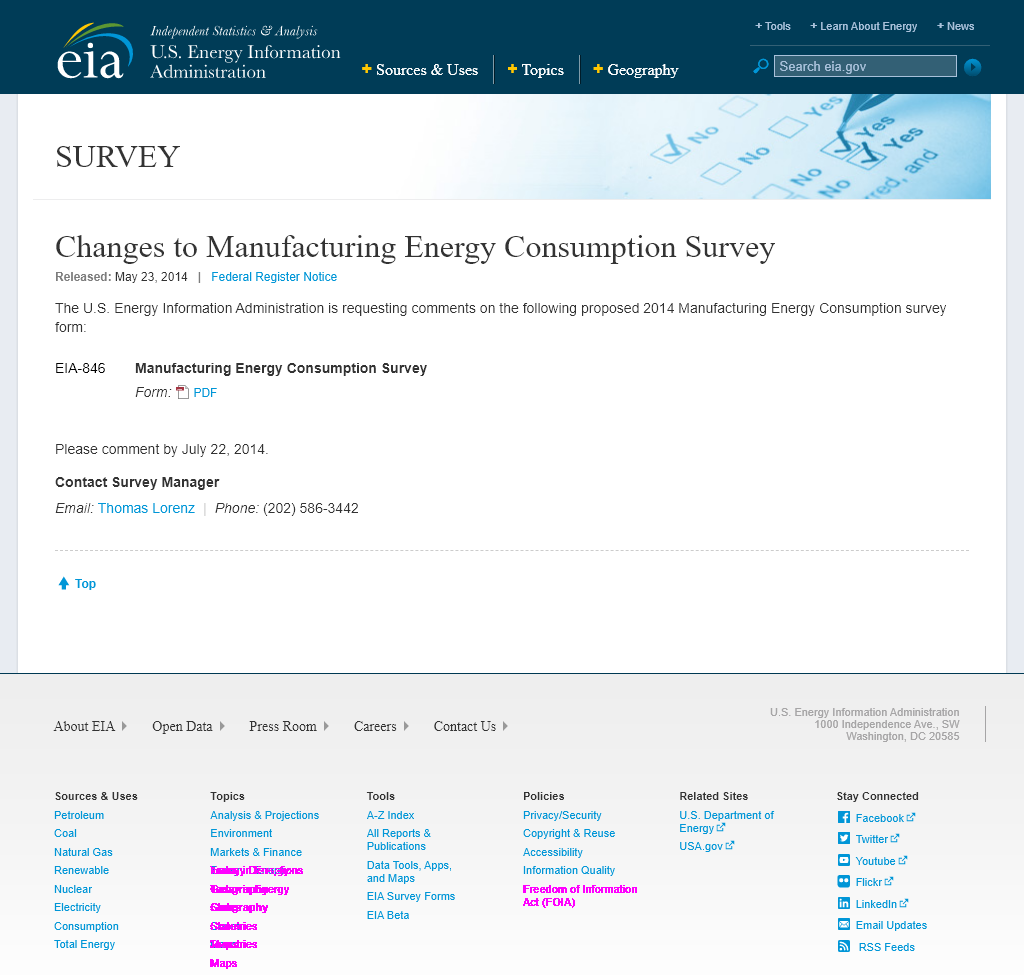 Independent Statistics & Analysis
U.S. Energy Information
Administration
eia
+ Tools + Learn About Energy + News
+ Sources & Uses + Topics + Geography
Search eia.gov
SURVEY
No Yes Yes Yes
No No No
Changes to Manufacturing Energy Consumption Survey
Released: May 23, 2014 | Federal Register Notice
The U.S. Energy Information Administration is requesting comments on the following proposed 2014 Manufacturing Energy Consumption survey
form:
EIA-846 Manufacturing Energy Consumption Survey
Form: PDF
Please comment by July 22, 2014.
Contact Survey Manager
Email: Thomas Lorenz | Phone: (202) 586-3442
Top
About EIA Open Data Press Room Careers Contact Us
U.S. Energy Information Administration
1000 Independence Ave., SW
Washington, DC 20585
Sources & Uses
Petroleum
Coal
Natural Gas
Renewable
Nuclear
Electricity
Consumption
Total Energy
Topics
Analysis & Projections
Environment
Markets & Finance
Maps
Tools
A-Z Index
All Reports &
Publications
Data Tools, Apps,
and Maps
EIA Survey Forms
EIA Beta
Policies
Privacy/Security
Copyright & Reuse
Accessibility
Information Quality
Freedom of Information
Act (FOIA)
Related Sites
U.S. Department of
Energy
USA.gov
Stay Connected
Facebook
Twitter
Youtube
Flickr
LinkedIn
Email Updates
RSS Feeds